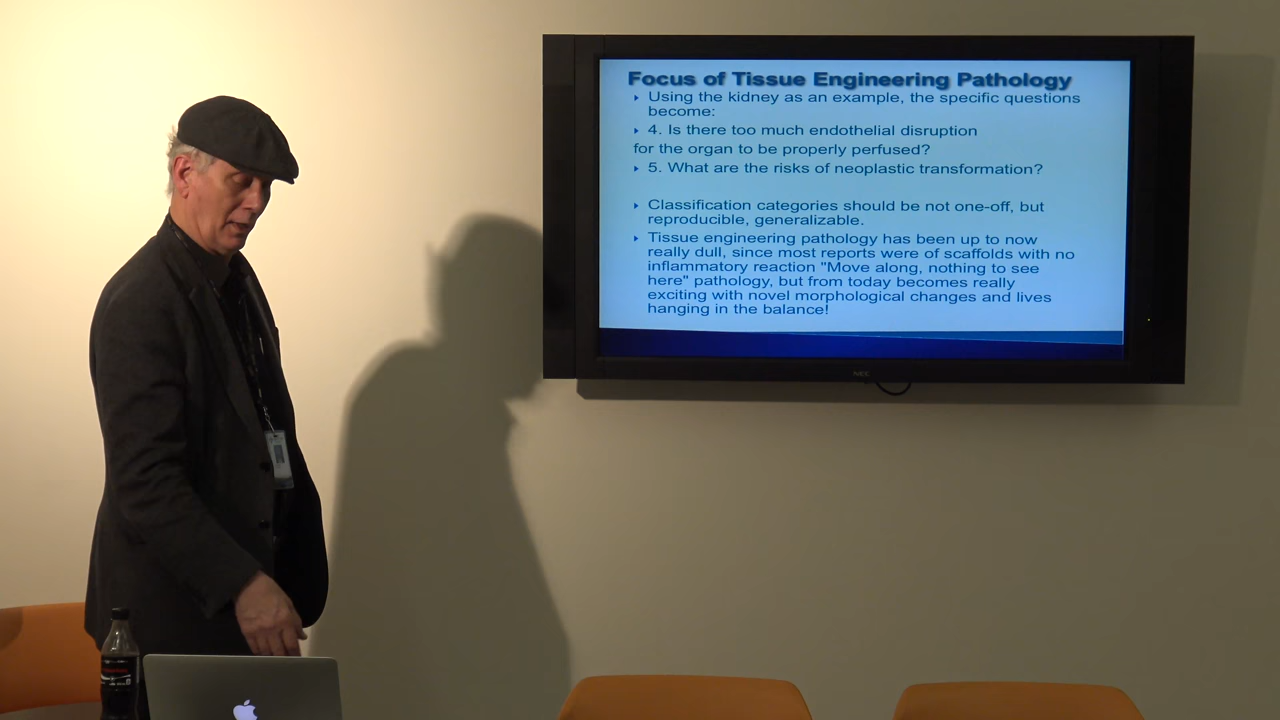 Focus of Tissue Engineering Pathology
Using the kidney as an example, the specific questions
become:
4. Is there too much endothelial disruption
for the organ to be properly perfused?
5. What are the risks of neoplastic transformation?
Classification categories should be not one-off, but
reproducible, generalizable.
Tissue engineering pathology has been up to now
really dull, since most reports were of scaffolds with no
inflammatory reaction "Move along, nothing to see
here" pathology, but from today becomes really
exciting with novel morphological changes and lives
hanging in the balance!
NEC